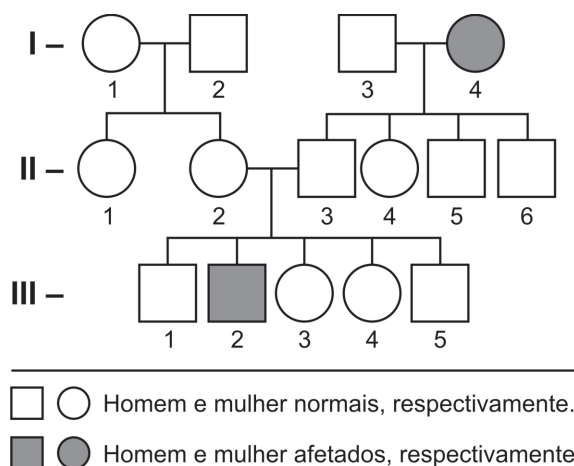 I –
1 2 3 4
II –
1 2 3 4 5 6
III –
1 2 3 4 5
Homem e mulher normais, respectivamente.
Homem e mulher afetados, respectivamente